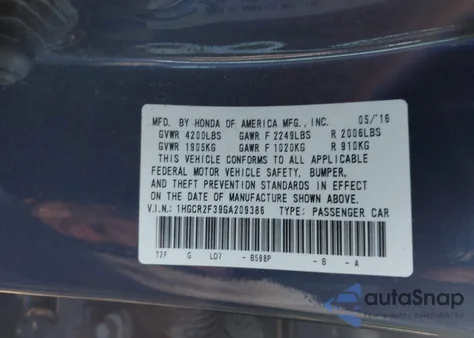 MFD. BY HONDA OF AMERICA MFG., INC. 05/16
GVWR 4200LBS GAWR F 2249LBS R 2006LBS
GVWR 1905KG GAWR F 1020KG R 910KG
THIS VEHICLE CONFORMS TO ALL APPLICABLE
FEDERAL MOTOR VEHICLE SAFETY, BUMPER,
AND THEFT PREVENTION STANDARDS IN EFFECT
ON THE DATE OF MANUFACTURE SHOWN ABOVE.
V.I.N.: 1HGCR2F39GA209386 TYPE: PASSENGER CAR
T2F G LD7 - B588P - B - A
autoSnap